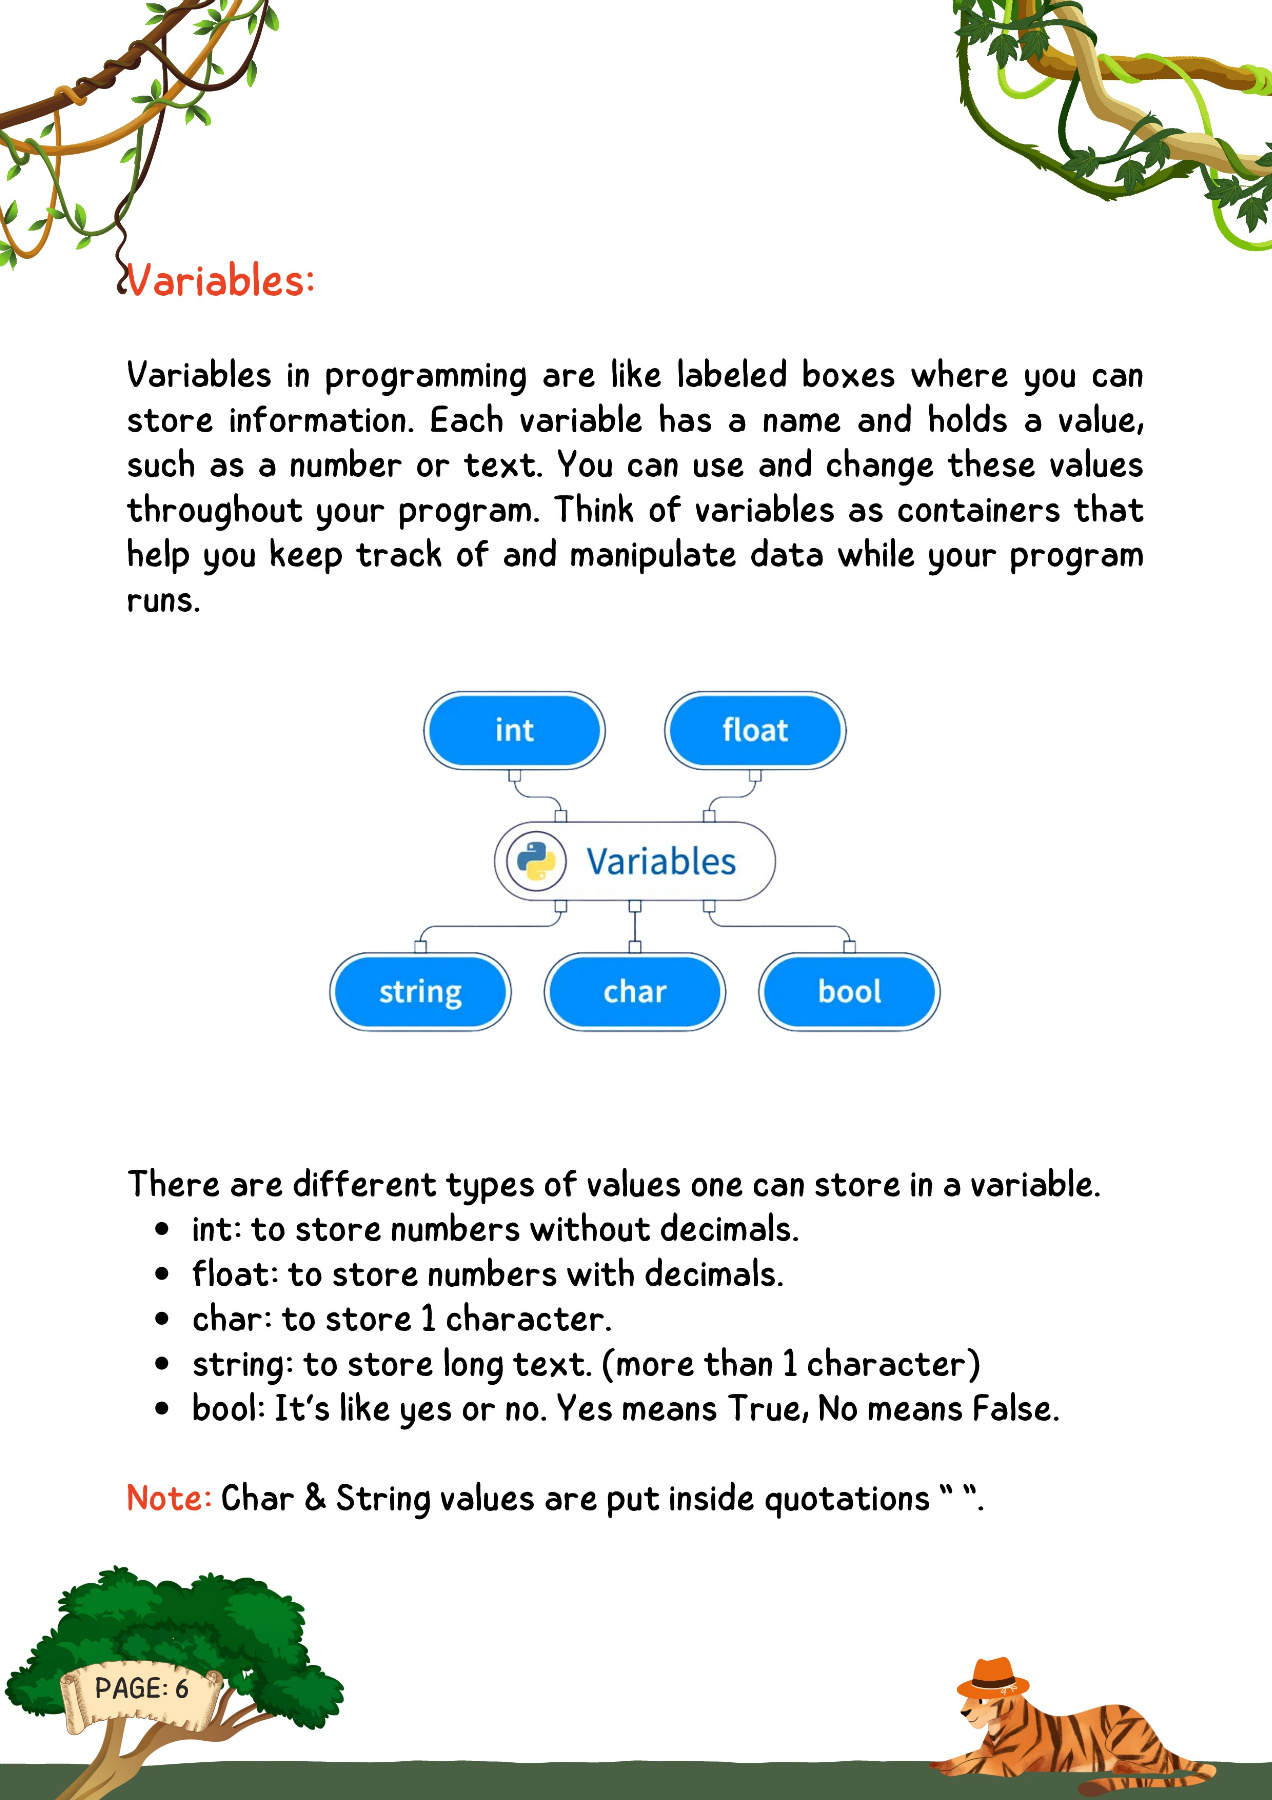 Variables:
Variables in programming are like labeled boxes where you can
store information. Each variable has a name and holds a value,
such as a number or text. You can use and change these values
throughout your program. Think of variables as containers that
help you keep track of and manipulate data while your program
runs.
int
float
Variables
string
char
bool
There are different types of values one can store in a variable.
• int: to store numbers without decimals.
• float: to store numbers with decimals.
• char: to store 1 character.
• string: to store long text. (more than 1 character)
• bool: It's like yes or no. Yes means True, No means False.
Note: Char & String values are put inside quotations " ".
PAGE: 6